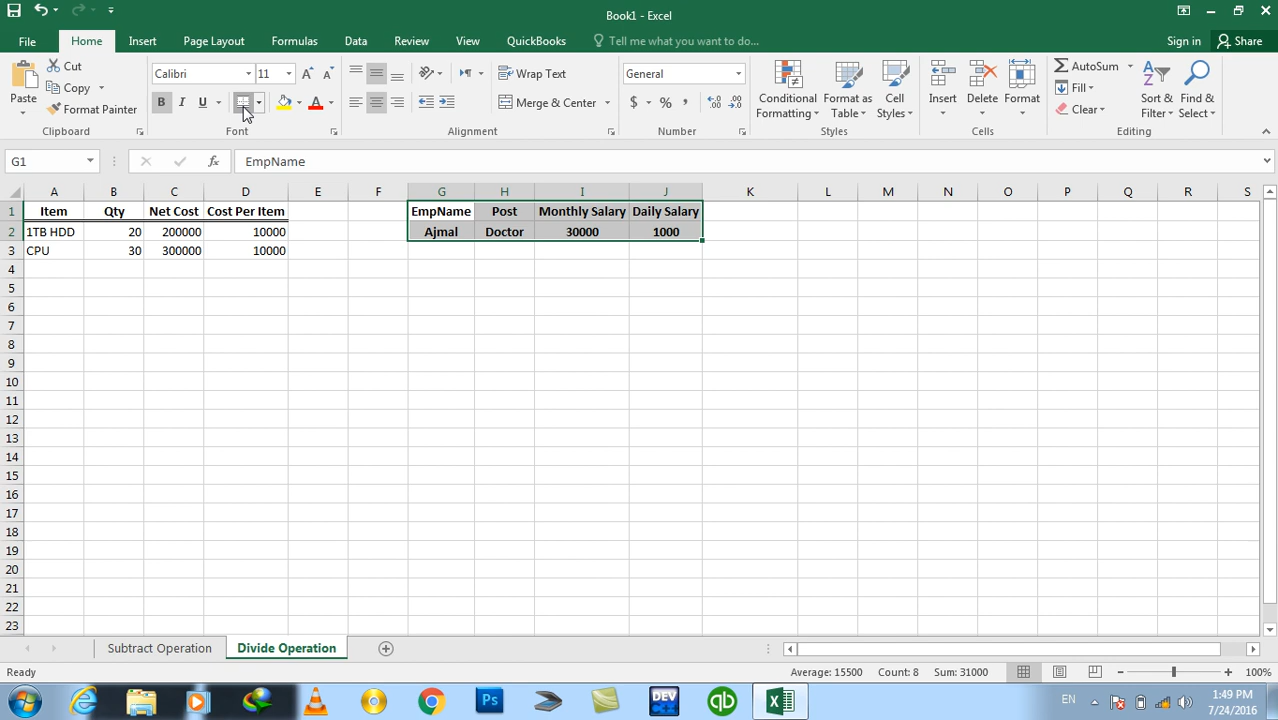 Book1 - Excel
File Home Insert Page Layout Formulas Data Review View QuickBooks Tell me what you want to do... Sign in Share
Paste Cut Copy Format Painter Clipboard
Calibri 11 B I U A Font
Wrap Text Merge & Center Alignment
General $ % , Number
Conditional Formatting Format as Table Cell Styles Styles
Insert Delete Format Cells
AutoSum Fill Clear Sort & Filter Find & Select Editing
G1 fx EmpName
A B C D E F G H I J K L M N O P Q R S
1 Item Qty Net Cost Cost Per Item EmpName Post Monthly Salary Daily Salary
2 1TB HDD 20 200000 10000 Ajmal Doctor 30000 1000
3 CPU 30 300000 10000
4
5
6
7
8
9
10
11
12
13
14
15
16
17
18
19
20
21
22
23
Subtract Operation Divide Operation
Ready Average: 15500 Count: 8 Sum: 31000 100%
Ps DEV qb EN 1:49 PM
7/24/2016